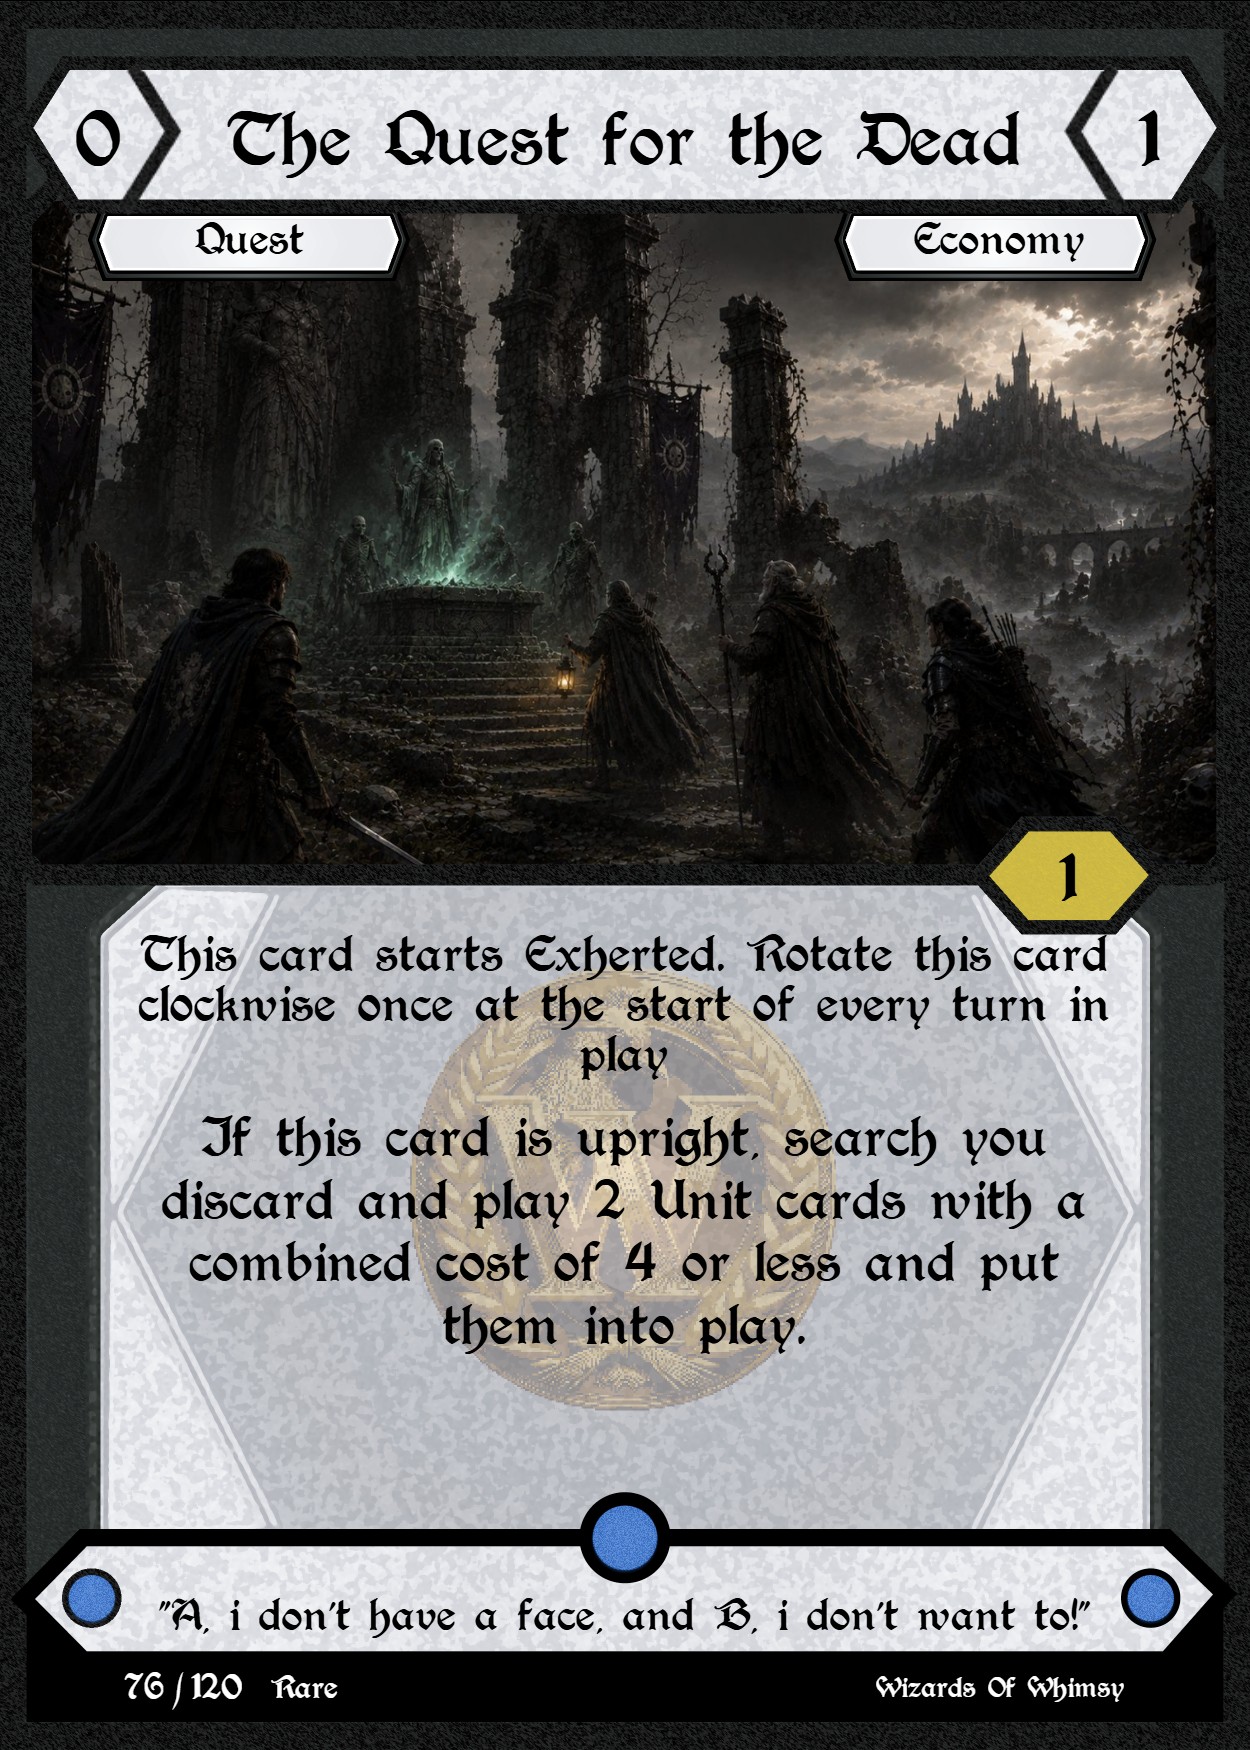 0
The Quest for the Dead
1
Quest
Economy
1
This card starts Exherted. Rotate this card
clockwise once at the start of every turn in
play
If this card is upright, search you
discard and play 2 Unit cards with a
combined cost of 4 or less and put
them into play.
W
"A, i don't have a face, and B, i don't want to!"
76 / 120 Rare
Wizards Of Whimsy